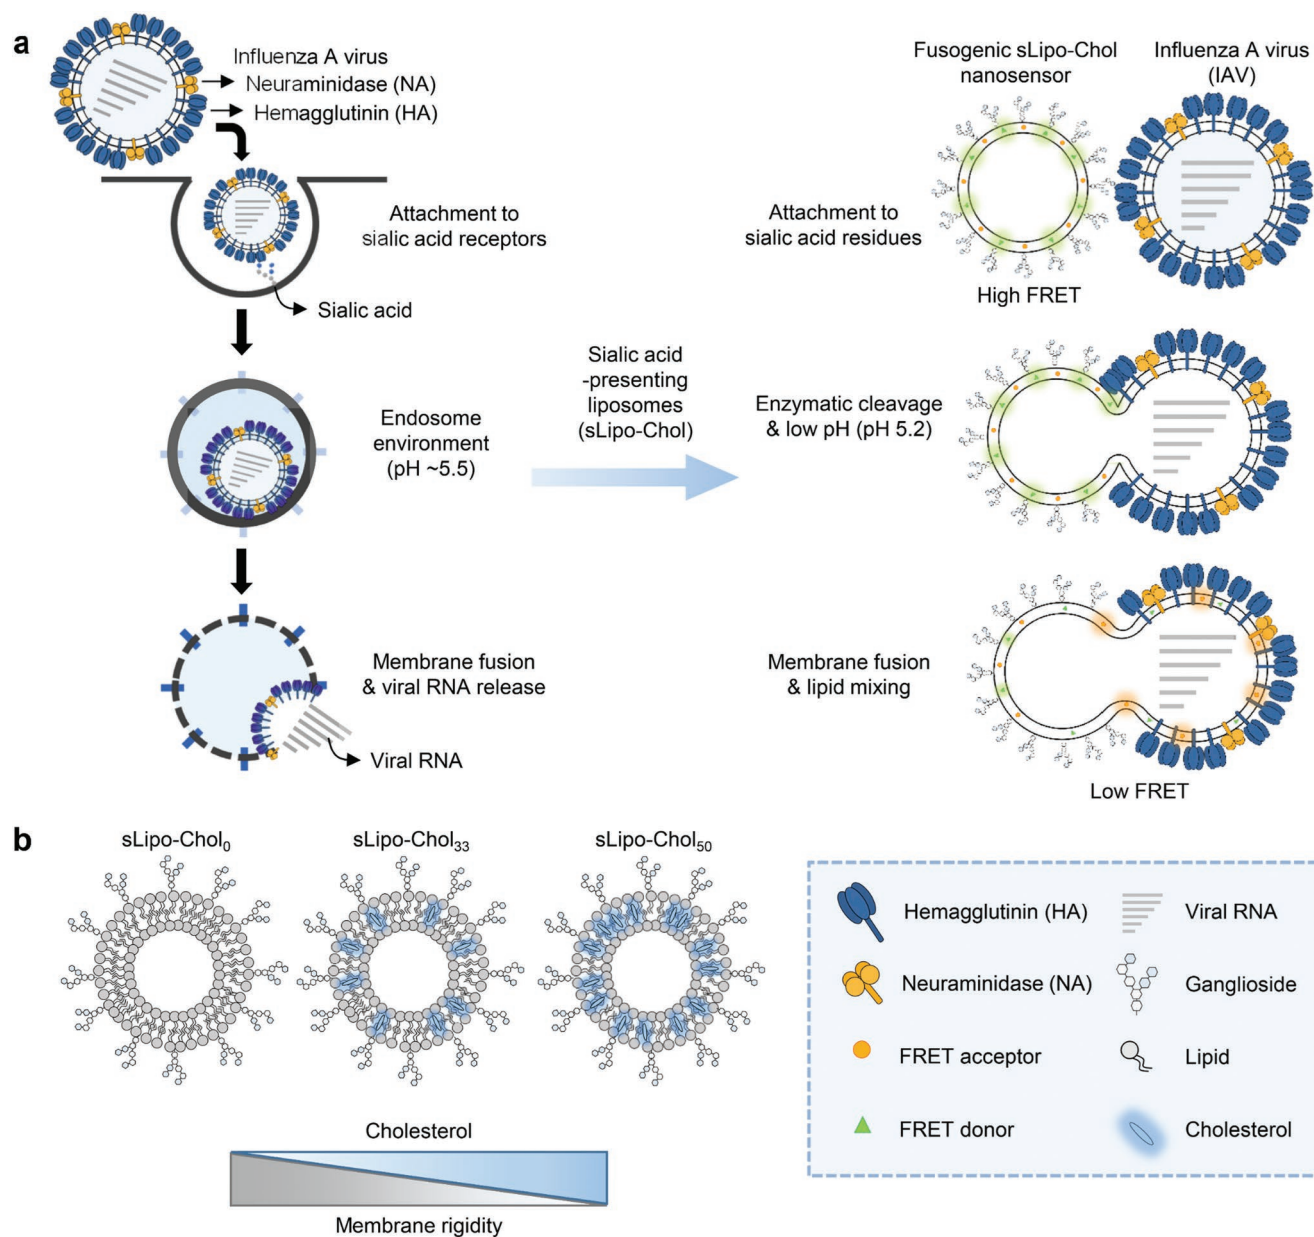 a
Influenza A virus
Neuraminidase (NA)
Hemagglutinin (HA)
Attachment to
sialic acid receptors
Sialic acid
Endosome
environment
(pH ~5.5)
Membrane fusion
& viral RNA release
Viral RNA
Sialic acid
-presenting
liposomes
(sLipo-Chol)
Fusogenic sLipo-Chol
nanosensor
Influenza A virus
(IAV)
Attachment to
sialic acid residues
High FRET
Enzymatic cleavage
& low pH (pH 5.2)
Membrane fusion
& lipid mixing
Low FRET
b
sLipo-Chol₀
sLipo-Chol₃₃
sLipo-Chol₅₀
Cholesterol
Membrane rigidity
Hemagglutinin (HA)
Viral RNA
Neuraminidase (NA)
Ganglioside
FRET acceptor
Lipid
FRET donor
Cholesterol